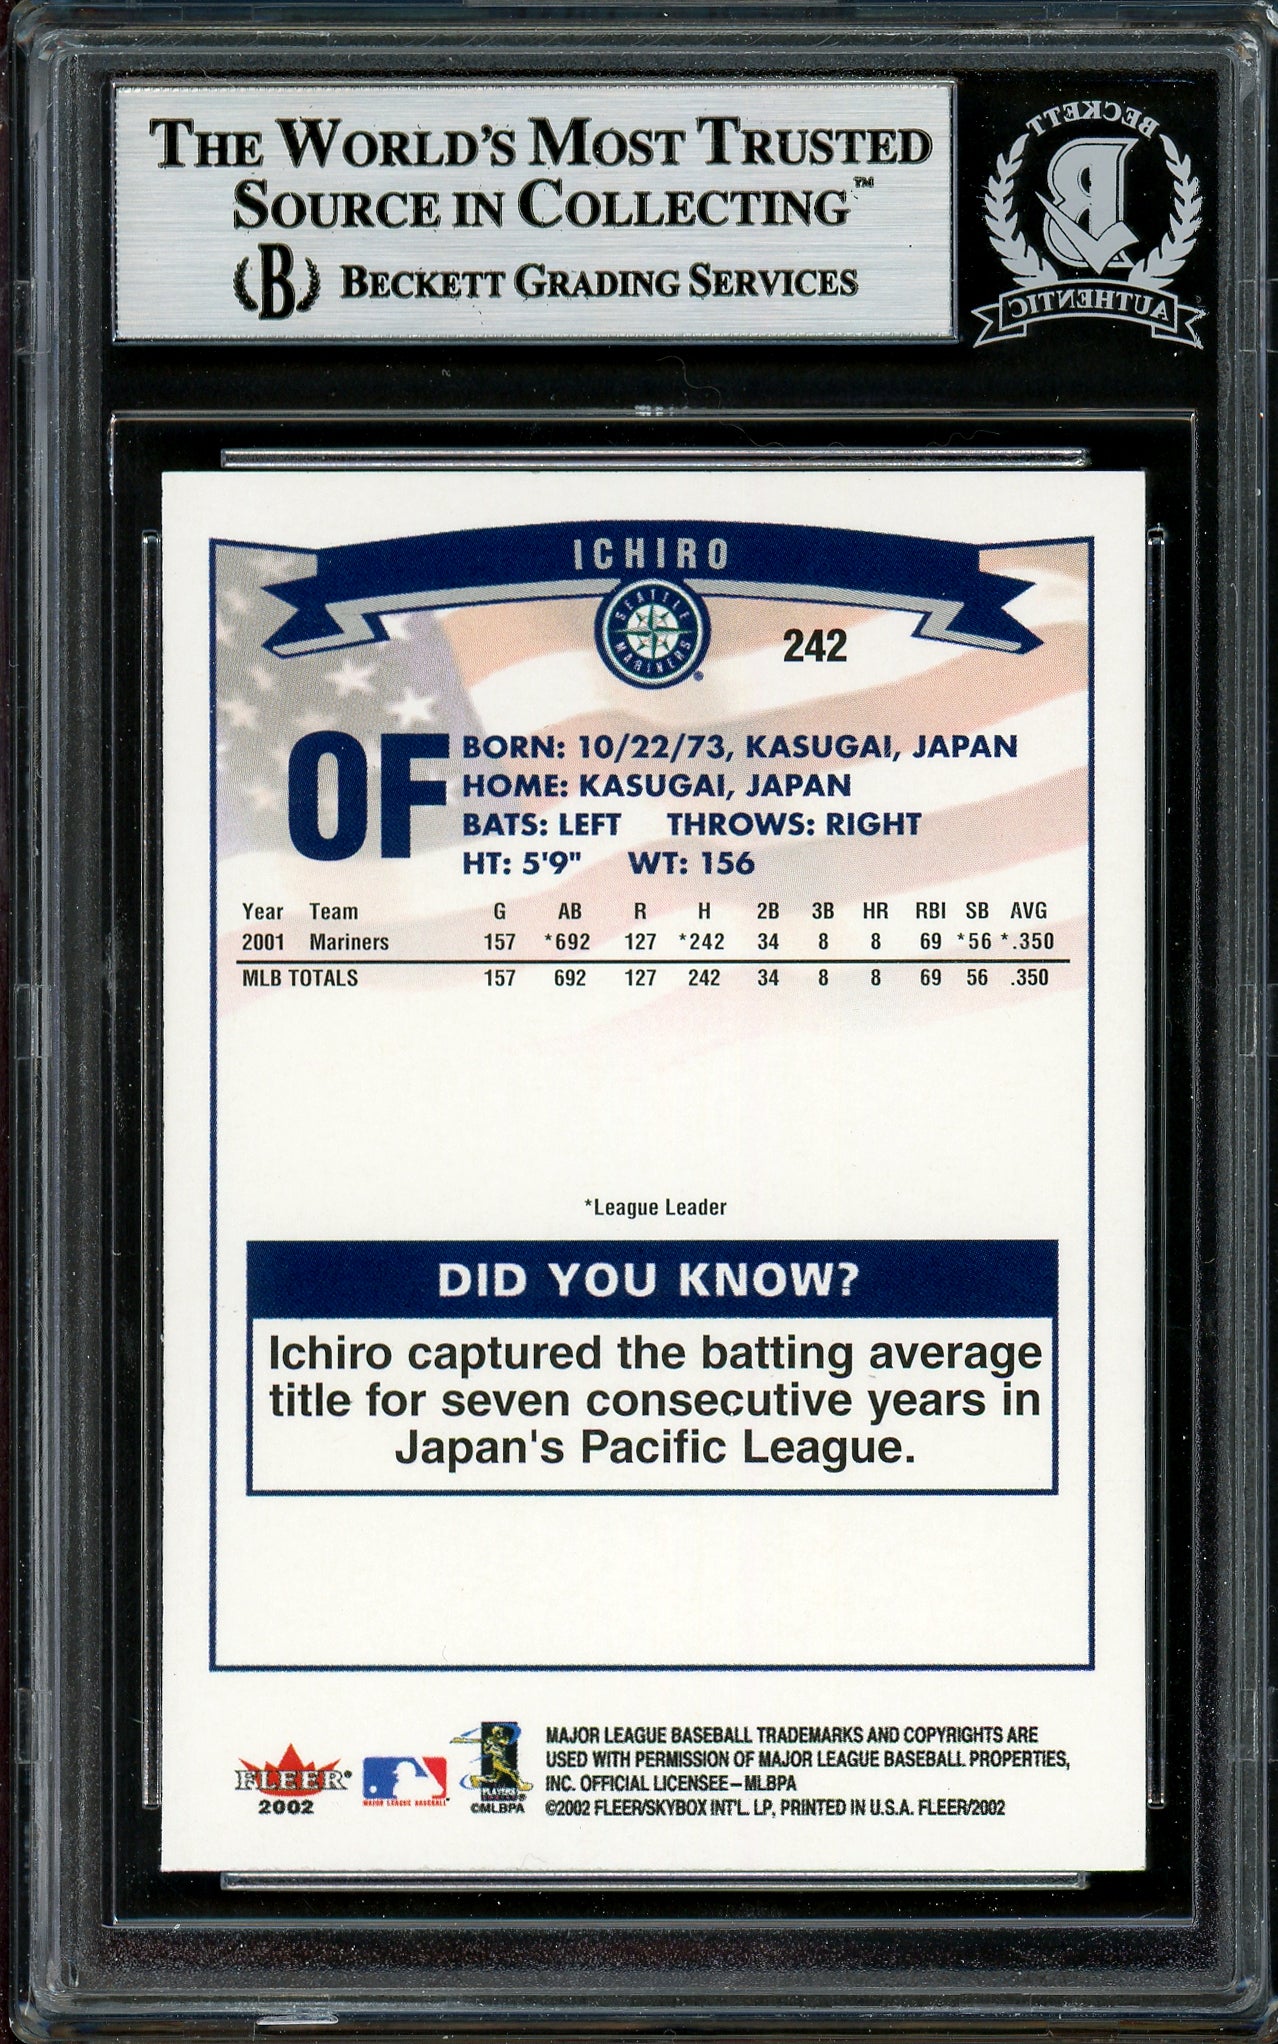 THE WORLD'S MOST TRUSTED
SOURCE IN COLLECTING™
B BECKETT GRADING SERVICES
BECKETT
B
AUTHENTIC
ICHIRO
SEATTLE MARINERS
242
OF
BORN: 10/22/73, KASUGAI, JAPAN
HOME: KASUGAI, JAPAN
BATS: LEFT THROWS: RIGHT
HT: 5'9" WT: 156
Year Team G AB R H 2B 3B HR RBI SB AVG
2001 Mariners 157 *692 127 *242 34 8 8 69 *56 *.350
MLB TOTALS 157 692 127 242 34 8 8 69 56 .350
*League Leader
DID YOU KNOW?
Ichiro captured the batting average
title for seven consecutive years in
Japan's Pacific League.
FLEER®
2002
MAJOR LEAGUE BASEBALL
©MLBPA
MAJOR LEAGUE BASEBALL TRADEMARKS AND COPYRIGHTS ARE
USED WITH PERMISSION OF MAJOR LEAGUE BASEBALL PROPERTIES,
INC. OFFICIAL LICENSEE–MLBPA
©2002 FLEER/SKYBOX INT'L. LP, PRINTED IN U.S.A. FLEER/2002